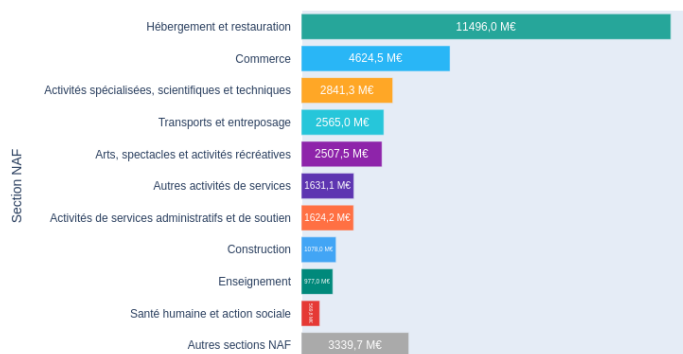 Section NAF
Hébergement et restauration 11496,0 M€
Commerce 4624,5 M€
Activités spécialisées, scientifiques et techniques 2841,3 M€
Transports et entreposage 2565,0 M€
Arts, spectacles et activités récréatives 2507,5 M€
Autres activités de services 1631,1 M€
Activités de services administratifs et de soutien 1624,2 M€
Construction 1079,0 M€
Enseignement 977,0 M€
Santé humaine et action sociale
Autres sections NAF 3339,7 M€